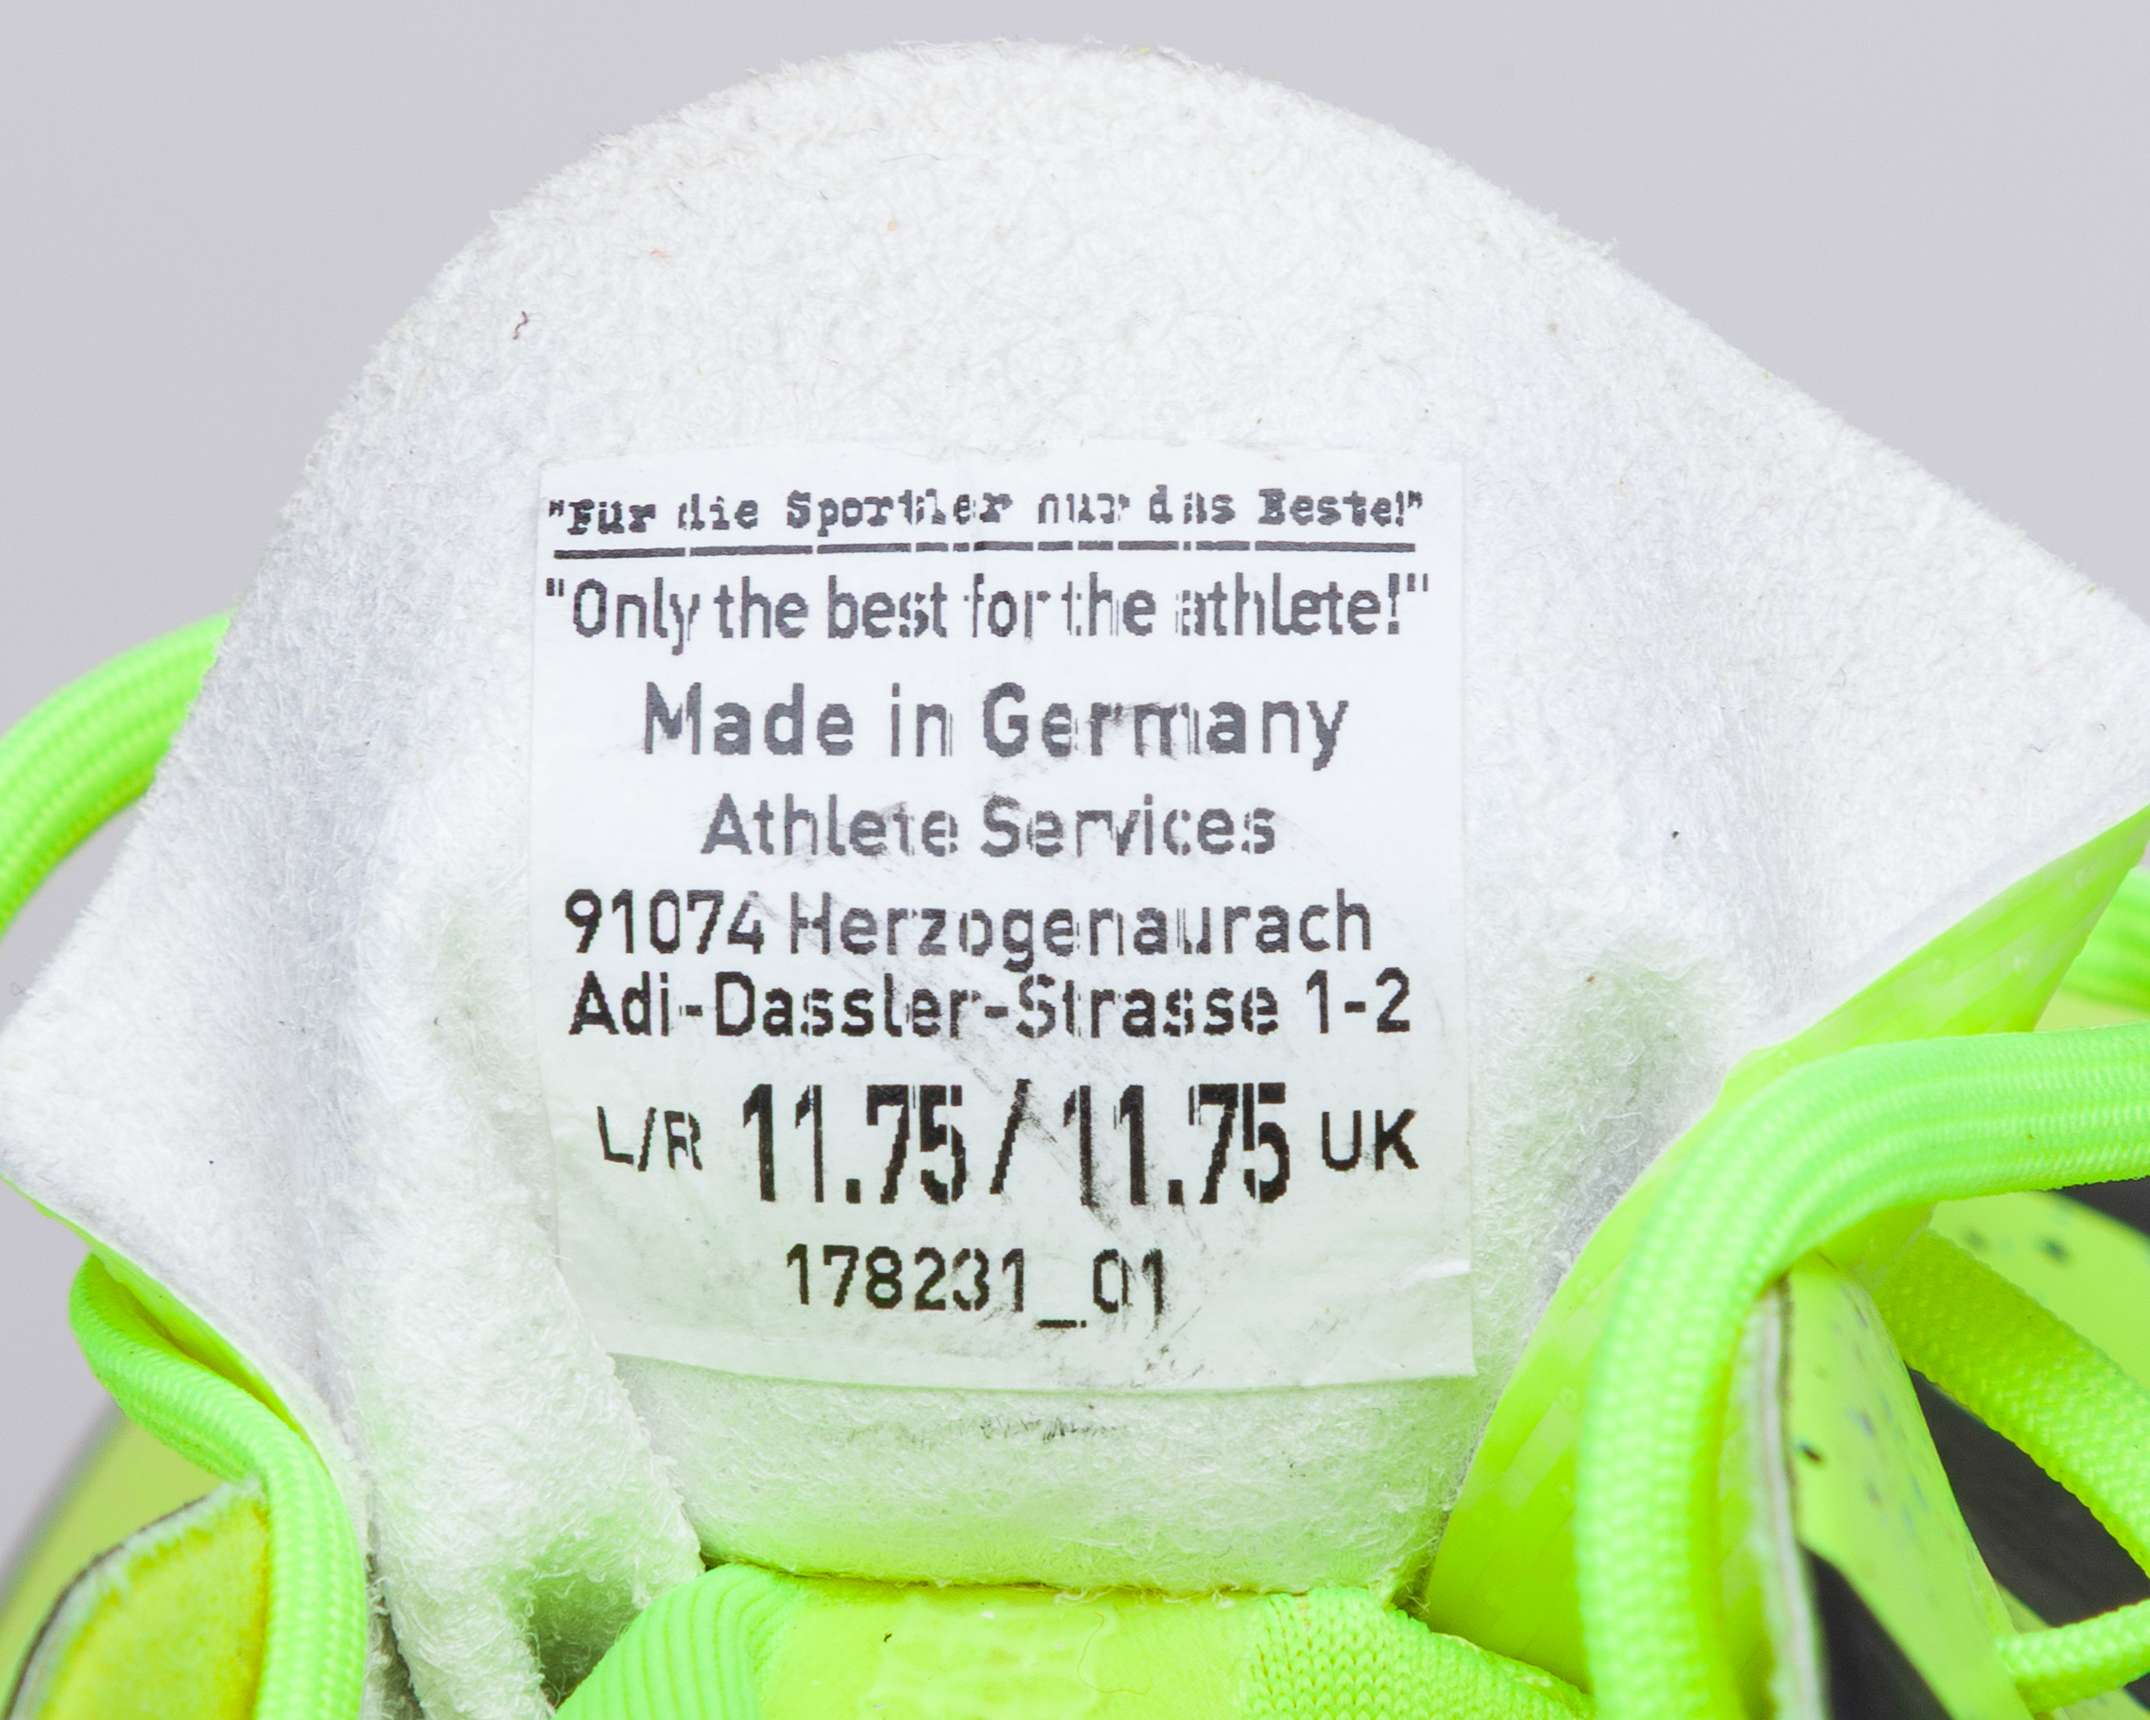 "Für die Sportler nur das Beste!"
"Only the best for the athlete!"
Made in Germany
Athlete Services
91074 Herzogenaurach
Adi-Dassler-Strasse 1-2
L/R 11.75 / 11.75 UK
178231_01